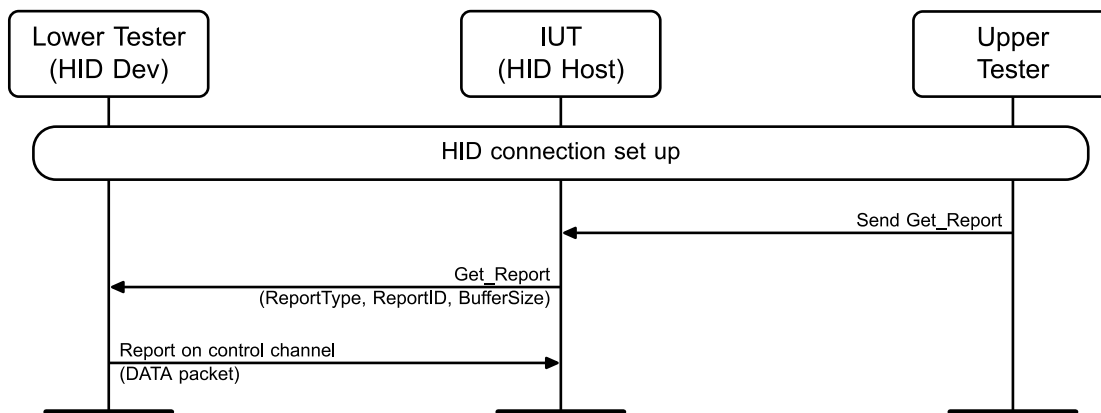 Lower Tester
(HID Dev)
IUT
(HID Host)
Upper
Tester
HID connection set up
Send Get_Report
Get_Report
(ReportType, ReportID, BufferSize)
Report on control channel
(DATA packet)